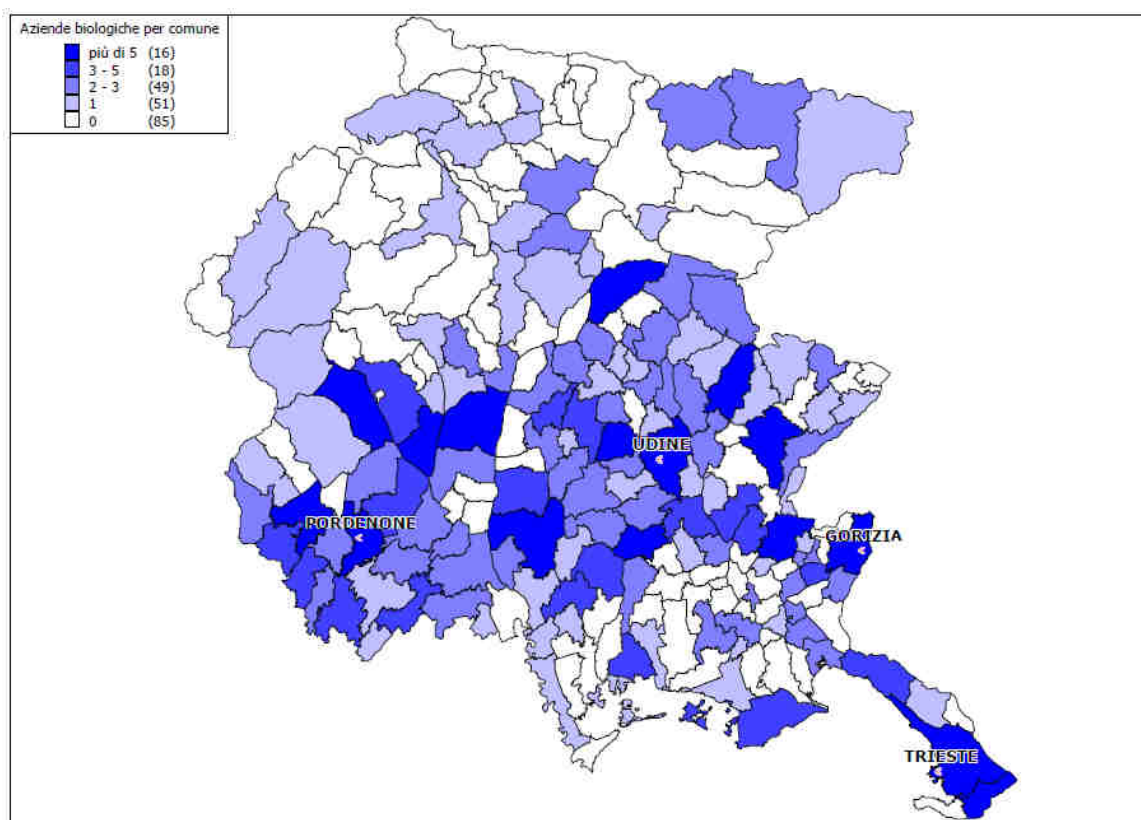 Aziende biologiche per comune
più di 5 (16)
3 - 5 (18)
2 - 3 (49)
1 (51)
0 (85)
UDINE
PORDENONE
GORIZIA
TRIESTE